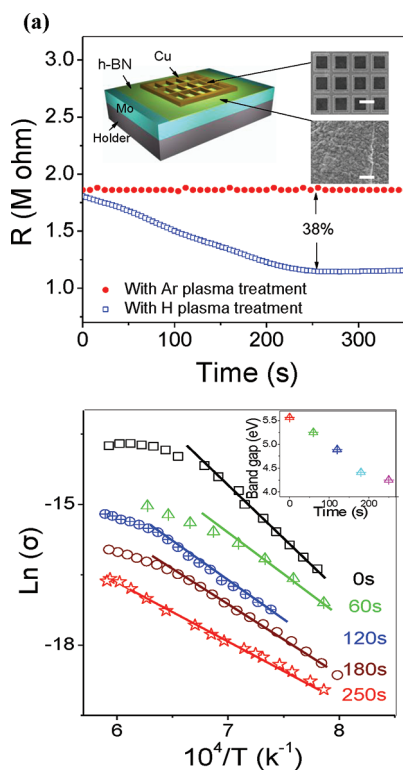 (a)
3.0
2.5
2.0
1.5
1.0
R (M ohm)
h-BN
Cu
Mo
Holder
38%
With Ar plasma treatment
With H plasma treatment
0
100
200
300
Time (s)
Ln (σ)
-15
-18
5.5
5.0
4.5
4.0
Band gap (eV)
0
100
200
Time (s)
0s
60s
120s
180s
250s
6
7
8
10⁴/T (k⁻¹)